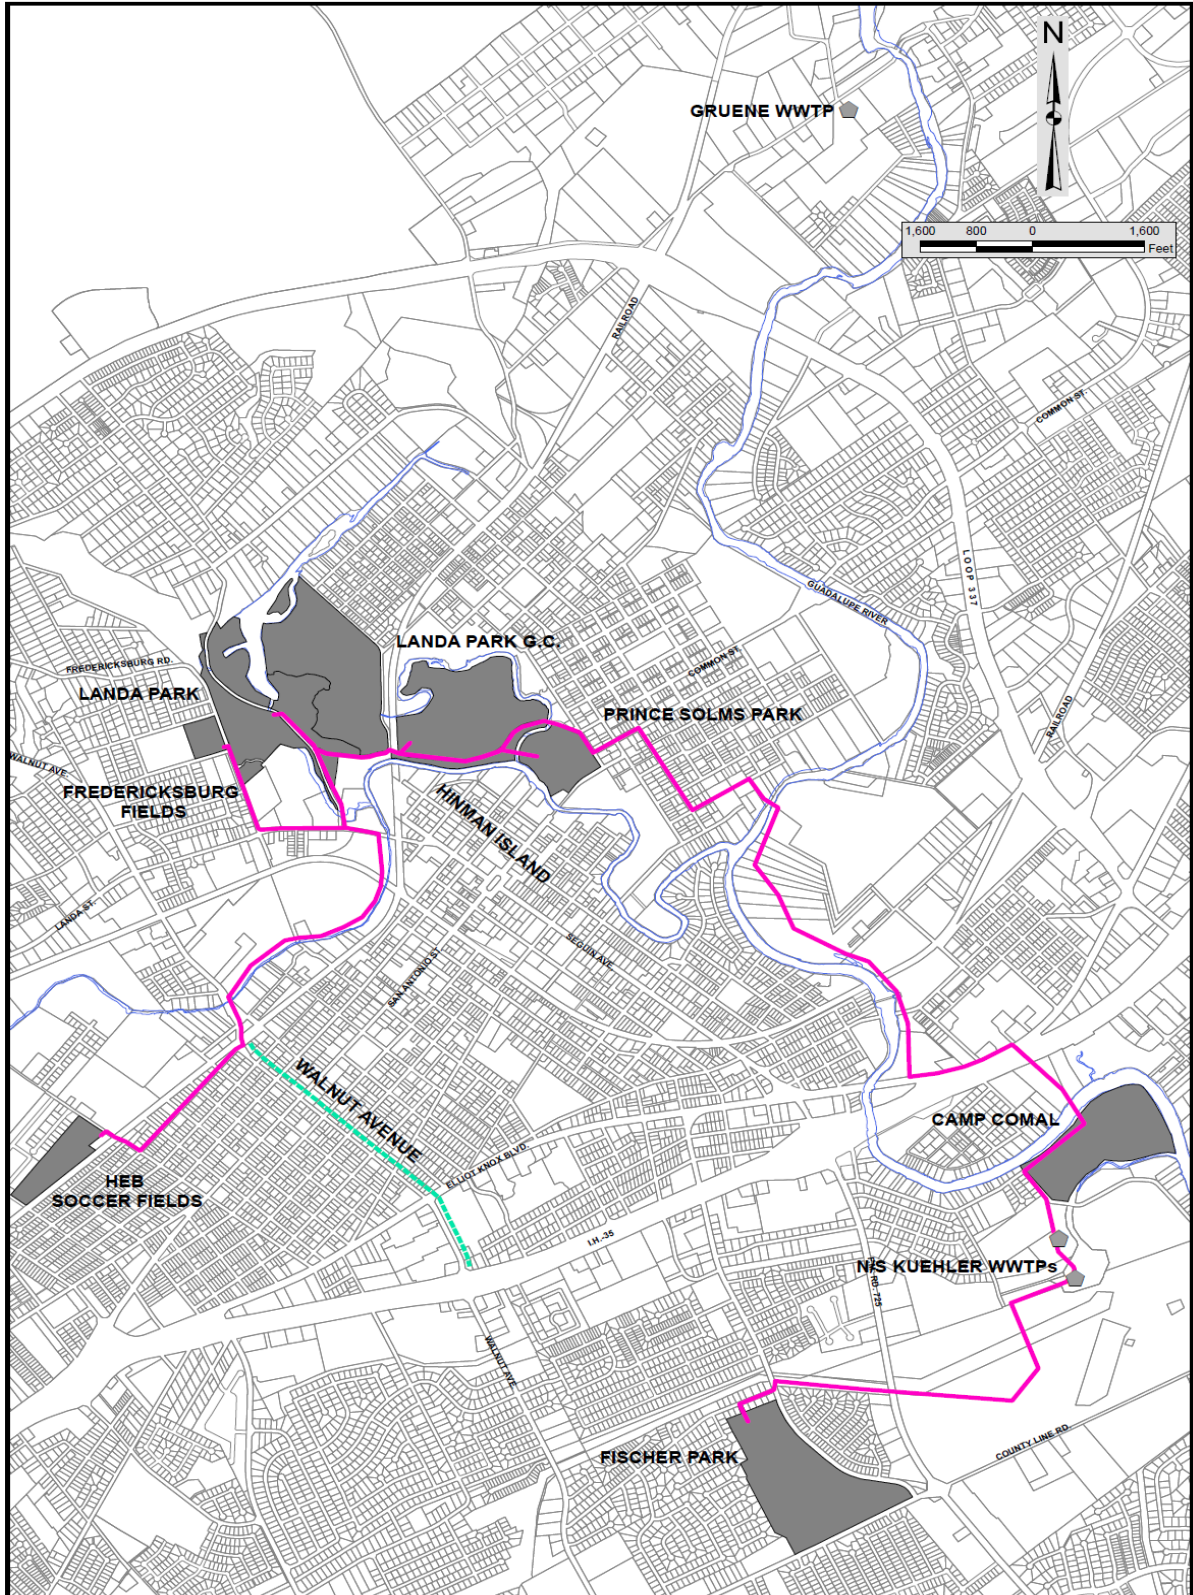 N
GRUENE WWTP
1,600 800 0 1,600
Feet
RAILROAD
COMMON ST.
LOOP 337
GUADALUPE RIVER
LANDA PARK G.C.
COMMON ST.
FREDERICKSBURG RD.
LANDA PARK
PRINCE SOLMS PARK
RAILROAD
WALNUT AVE.
FREDERICKSBURG
FIELDS
HINMAN ISLAND
LANDA ST.
SEGUIN AVE.
SAN ANTONIO ST.
WALNUT AVENUE
CAMP COMAL
ELLIOT KNOX BLVD.
HEB
SOCCER FIELDS
I.H.-35
N/S KUEHLER WWTPs
F.M. RD. 725
WALNUT AVE.
COUNTY LINE RD.
FISCHER PARK